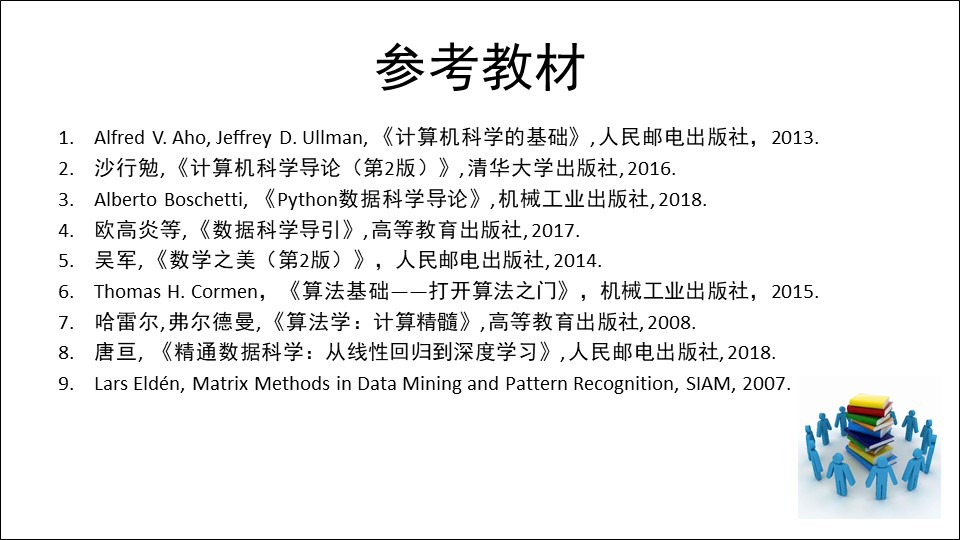 参考教材
1. Alfred V. Aho, Jeffrey D. Ullman, 《计算机科学的基础》, 人民邮电出版社, 2013.
2. 沙行勉, 《计算机科学导论（第2版）》, 清华大学出版社, 2016.
3. Alberto Boschetti, 《Python数据科学导论》, 机械工业出版社, 2018.
4. 欧高炎等, 《数据科学导引》, 高等教育出版社, 2017.
5. 吴军, 《数学之美（第2版）》, 人民邮电出版社, 2014.
6. Thomas H. Cormen, 《算法基础——打开算法之门》, 机械工业出版社, 2015.
7. 哈雷尔, 弗尔德曼, 《算法学：计算精髓》, 高等教育出版社, 2008.
8. 唐亘, 《精通数据科学：从线性回归到深度学习》, 人民邮电出版社, 2018.
9. Lars Eldén, Matrix Methods in Data Mining and Pattern Recognition, SIAM, 2007.